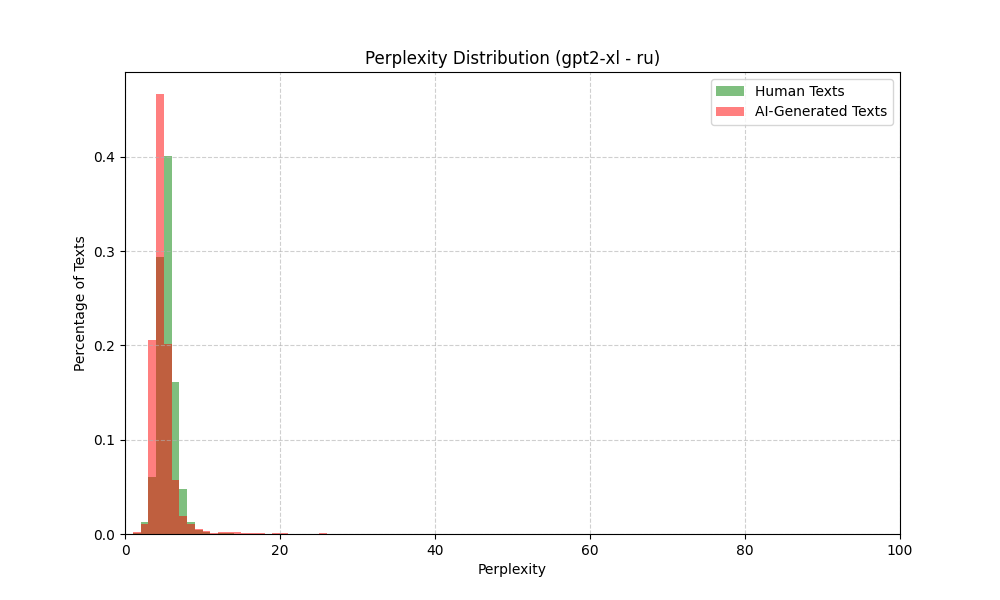 Perplexity Distribution (gpt2-xl - ru)
Human Texts
AI-Generated Texts
Percentage of Texts
0.4
0.3
0.2
0.1
0.0
0 20 40 60 80 100
Perplexity